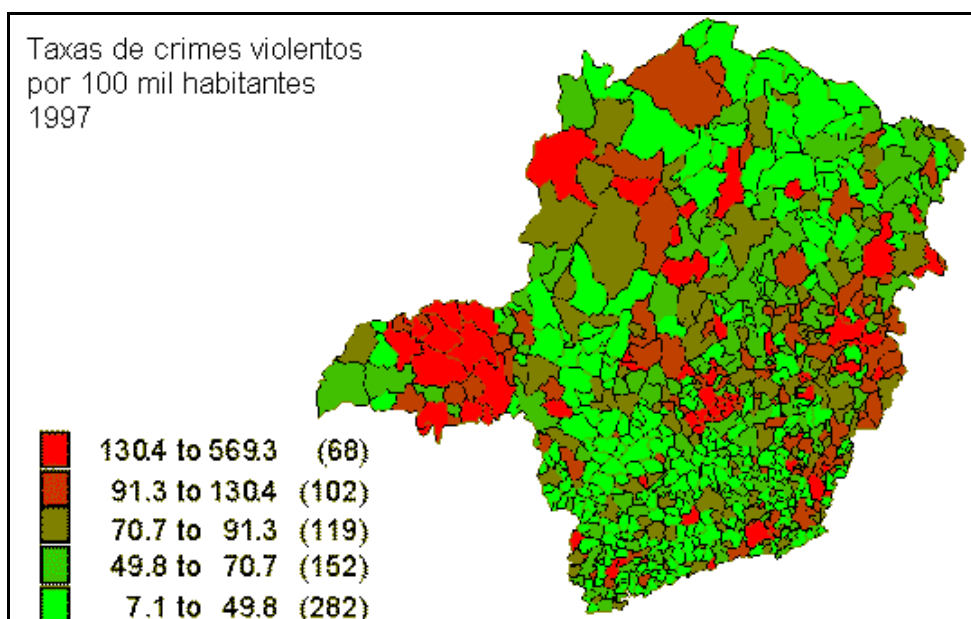 Taxas de crimes violentos
por 100 mil habitantes
1997
130.4 to 569.3 (68)
91.3 to 130.4 (102)
70.7 to 91.3 (119)
49.8 to 70.7 (152)
7.1 to 49.8 (282)